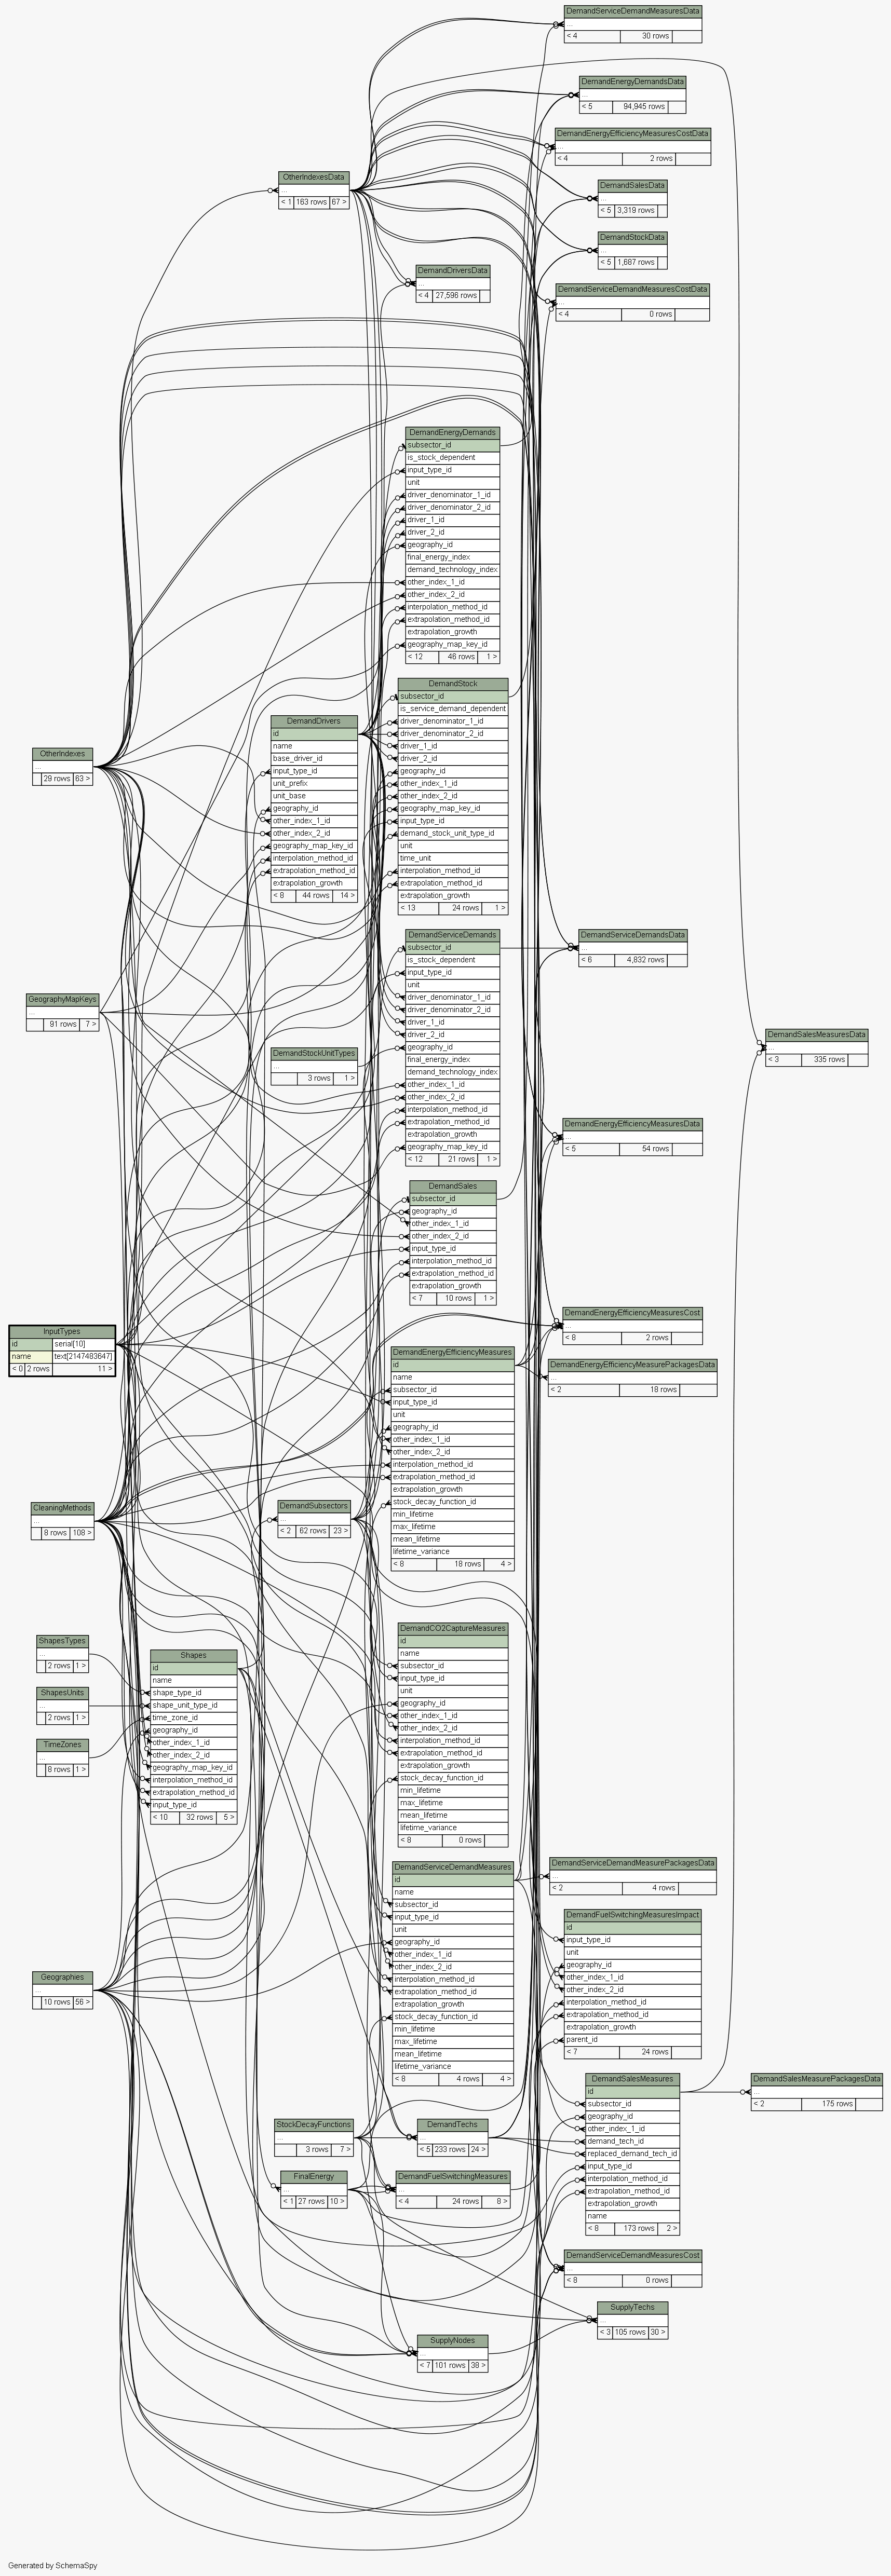 DemandServiceDemandMeasuresData
...
< 4 30 rows
DemandEnergyDemandsData
...
< 5 94,945 rows
DemandEnergyEfficiencyMeasuresCostData
...
< 4 2 rows
OtherIndexesData
...
< 1 163 rows 67 >
DemandSalesData
...
< 5 3,319 rows
DemandStockData
...
< 5 1,687 rows
DemandDriversData
...
< 4 27,596 rows
DemandServiceDemandMeasuresCostData
...
< 4 0 rows
DemandEnergyDemands
subsector_id
is_stock_dependent
input_type_id
unit
driver_denominator_1_id
driver_denominator_2_id
driver_1_id
driver_2_id
geography_id
final_energy_index
demand_technology_index
other_index_1_id
other_index_2_id
interpolation_method_id
extrapolation_method_id
extrapolation_growth
geography_map_key_id
< 12 46 rows 1 >
DemandStock
subsector_id
is_service_demand_dependent
driver_denominator_1_id
driver_denominator_2_id
driver_1_id
driver_2_id
geography_id
other_index_1_id
other_index_2_id
geography_map_key_id
input_type_id
demand_stock_unit_type_id
unit
time_unit
interpolation_method_id
extrapolation_method_id
extrapolation_growth
< 13 24 rows 1 >
DemandDrivers
id
name
base_driver_id
input_type_id
unit_prefix
unit_base
geography_id
other_index_1_id
other_index_2_id
geography_map_key_id
interpolation_method_id
extrapolation_method_id
extrapolation_growth
< 8 44 rows 14 >
OtherIndexes
...
29 rows 63 >
DemandServiceDemands
subsector_id
is_stock_dependent
input_type_id
unit
driver_denominator_1_id
driver_denominator_2_id
driver_1_id
driver_2_id
geography_id
final_energy_index
demand_technology_index
other_index_1_id
other_index_2_id
interpolation_method_id
extrapolation_method_id
extrapolation_growth
geography_map_key_id
< 12 21 rows 1 >
DemandServiceDemandsData
...
< 6 4,832 rows
GeographyMapKeys
...
91 rows 7 >
DemandStockUnitTypes
...
3 rows 1 >
DemandSalesMeasuresData
...
< 3 335 rows
DemandEnergyEfficiencyMeasuresData
...
< 5 54 rows
DemandSales
subsector_id
geography_id
other_index_1_id
other_index_2_id
input_type_id
interpolation_method_id
extrapolation_method_id
extrapolation_growth
< 7 10 rows 1 >
DemandEnergyEfficiencyMeasuresCost
...
< 8 2 rows
InputTypes
id serial[10]
name text[2147483647]
< 0 2 rows 11 >
DemandEnergyEfficiencyMeasures
id
name
subsector_id
input_type_id
unit
geography_id
other_index_1_id
other_index_2_id
interpolation_method_id
extrapolation_method_id
extrapolation_growth
stock_decay_function_id
min_lifetime
max_lifetime
mean_lifetime
lifetime_variance
< 8 18 rows 4 >
DemandEnergyEfficiencyMeasurePackagesData
...
< 2 18 rows
CleaningMethods
...
8 rows 108 >
DemandSubsectors
...
< 2 62 rows 23 >
DemandCO2CaptureMeasures
id
name
subsector_id
input_type_id
unit
geography_id
other_index_1_id
other_index_2_id
interpolation_method_id
extrapolation_method_id
extrapolation_growth
stock_decay_function_id
min_lifetime
max_lifetime
mean_lifetime
lifetime_variance
< 8 0 rows
ShapesTypes
...
2 rows 1 >
ShapesUnits
...
2 rows 1 >
TimeZones
...
8 rows 1 >
Shapes
id
name
shape_type_id
shape_unit_type_id
time_zone_id
geography_id
other_index_1_id
other_index_2_id
geography_map_key_id
interpolation_method_id
extrapolation_method_id
input_type_id
< 10 32 rows 5 >
DemandServiceDemandMeasures
id
name
subsector_id
input_type_id
unit
geography_id
other_index_1_id
other_index_2_id
interpolation_method_id
extrapolation_method_id
extrapolation_growth
stock_decay_function_id
min_lifetime
max_lifetime
mean_lifetime
lifetime_variance
< 8 4 rows 4 >
DemandServiceDemandMeasurePackagesData
...
< 2 4 rows
DemandFuelSwitchingMeasuresImpact
id
input_type_id
unit
geography_id
other_index_1_id
other_index_2_id
interpolation_method_id
extrapolation_method_id
extrapolation_growth
parent_id
< 7 24 rows
Geographies
...
10 rows 56 >
DemandSalesMeasures
id
subsector_id
geography_id
other_index_1_id
demand_tech_id
replaced_demand_tech_id
input_type_id
interpolation_method_id
extrapolation_method_id
extrapolation_growth
name
< 8 173 rows 2 >
DemandSalesMeasurePackagesData
...
< 2 175 rows
StockDecayFunctions
...
3 rows 7 >
DemandTechs
...
< 5 233 rows 24 >
FinalEnergy
...
< 1 27 rows 10 >
DemandFuelSwitchingMeasures
...
< 4 24 rows 8 >
DemandServiceDemandMeasuresCost
...
< 8 0 rows
SupplyTechs
...
< 3 105 rows 30 >
SupplyNodes
...
< 7 101 rows 38 >
Generated by SchemaSpy